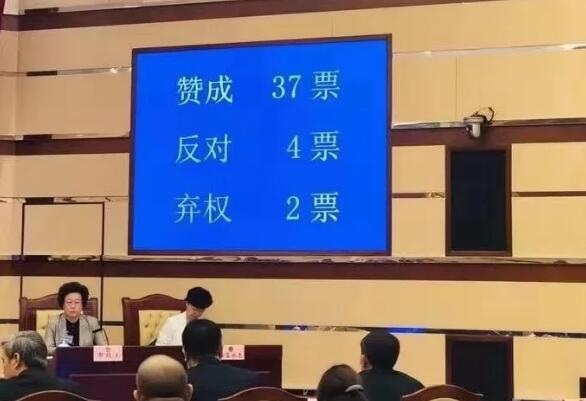 赞成 37 票
反对 4 票
弃权 2 票